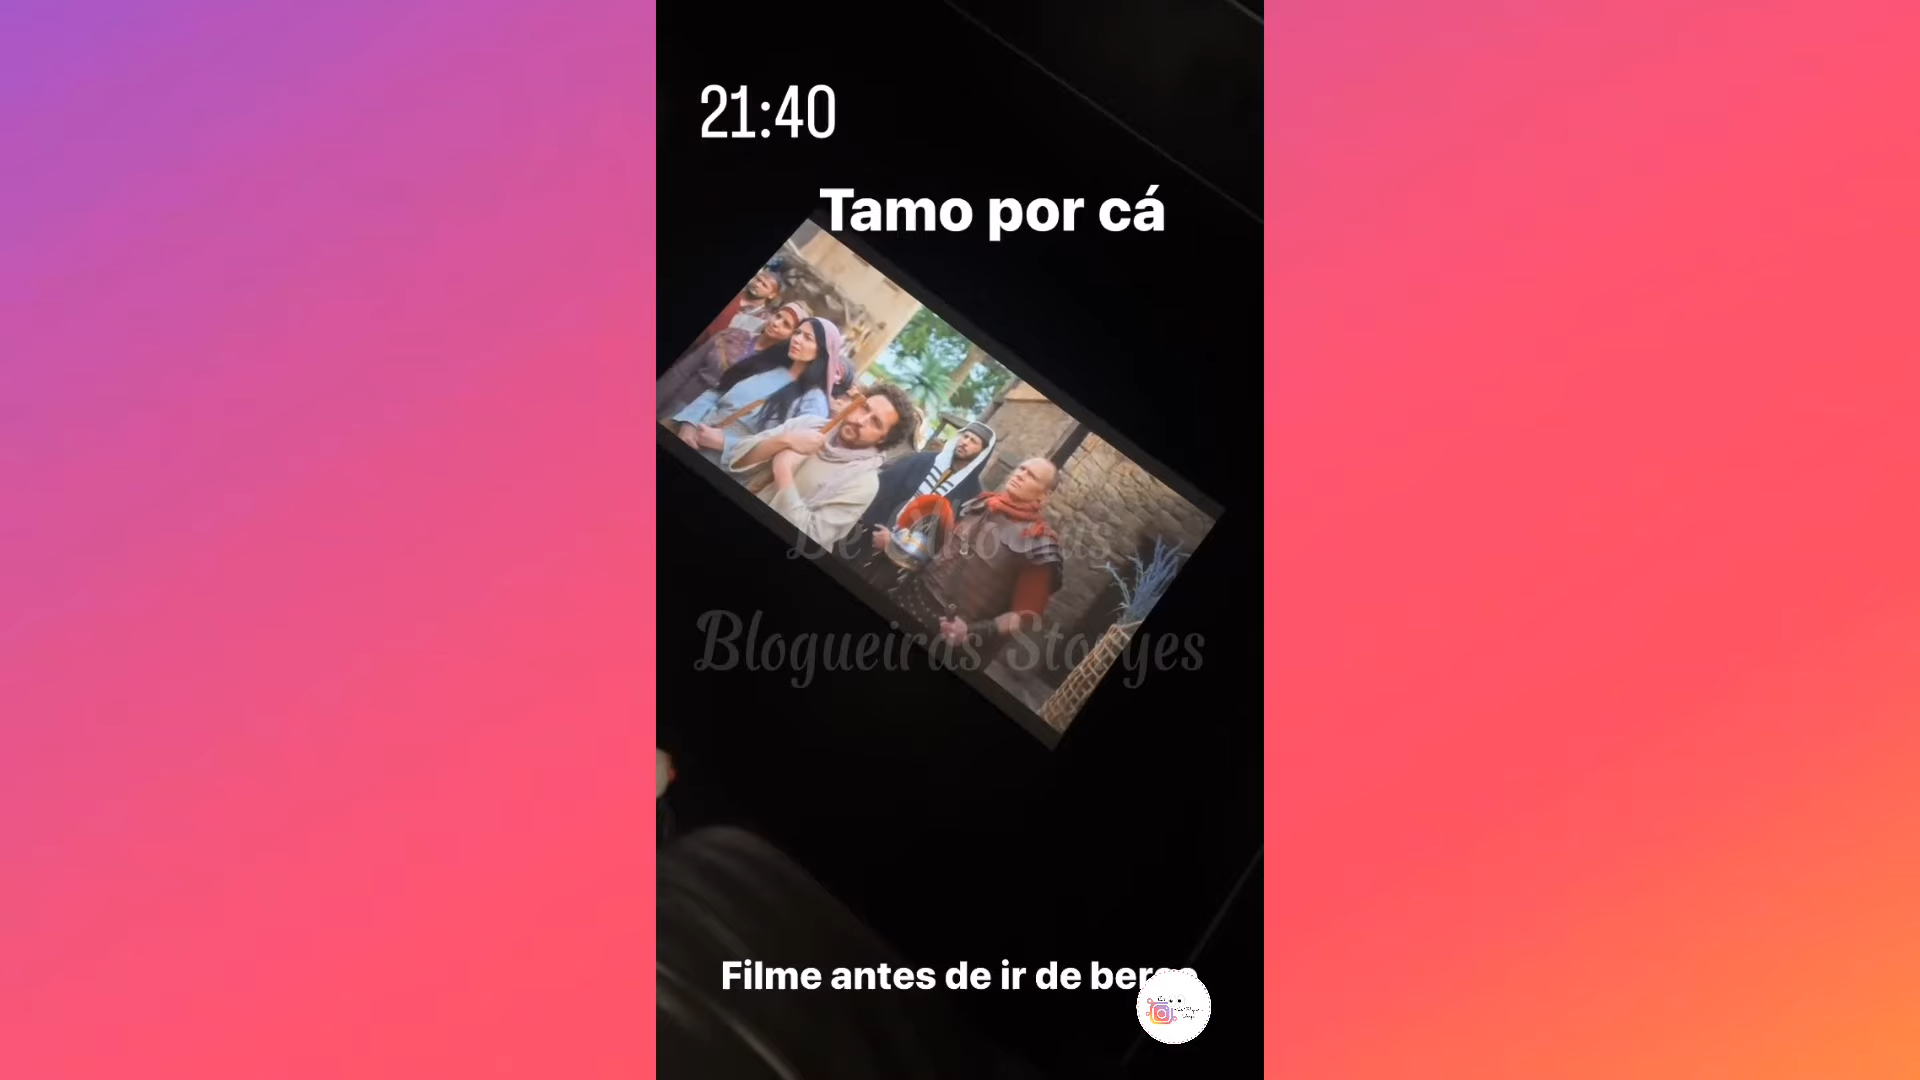 21:40
Tamo por cá
Blogueiras Storyes
Filme antes de ir de